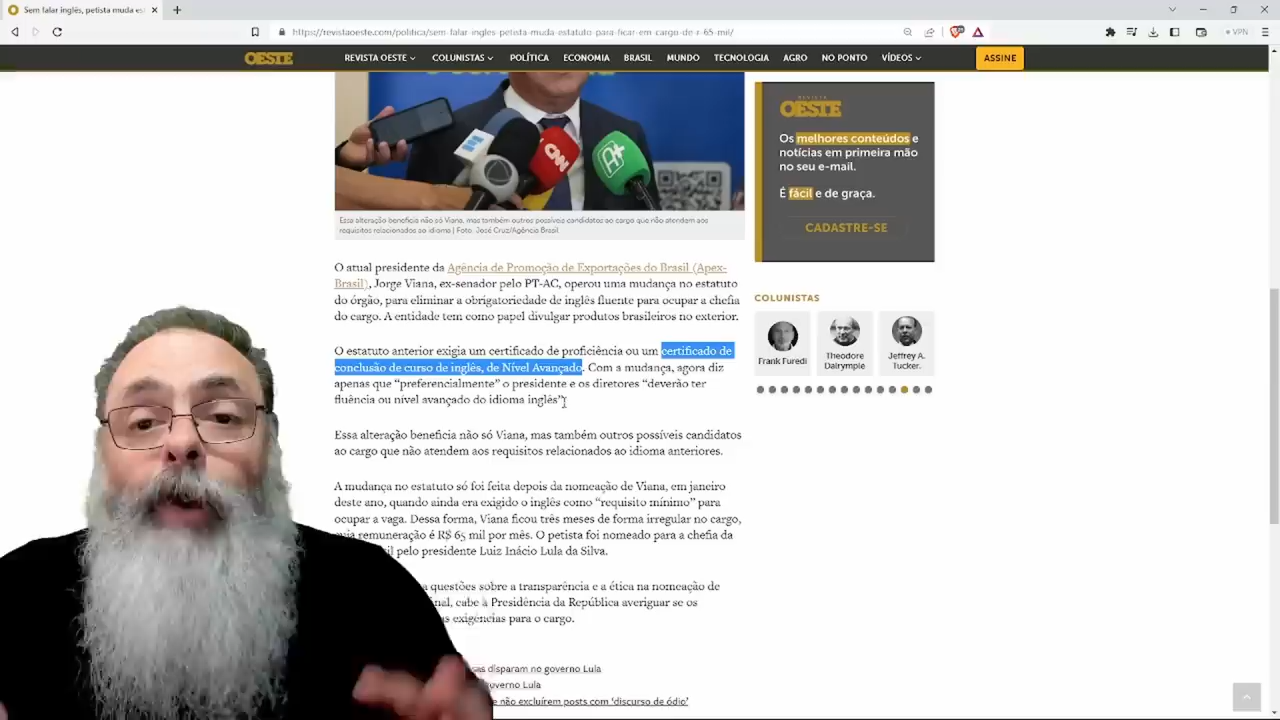 Sem falar inglês, petista muda est
https://revistaoeste.com/politica/sem-falar-ingles-petista-muda-estatuto-para-ficar-em-cargo-de-r-65-mil/
VPN
OESTE
REVISTA OESTE
COLUNISTAS
POLÍTICA
ECONOMIA
BRASIL
MUNDO
TECNOLOGIA
AGRO
NO PONTO
VÍDEOS
ASSINE
CNN
A+
Essa alteração beneficia não só Viana, mas também outros possíveis candidatos ao cargo que não atendem aos
requisitos relacionados ao idioma | Foto: José Cruz/Agência Brasil
O atual presidente da Agência de Promoção de Exportações do Brasil (Apex-
Brasil), Jorge Viana, ex-senador pelo PT-AC, operou uma mudança no estatuto
do órgão, para eliminar a obrigatoriedade de inglês fluente para ocupar a chefia
do cargo. A entidade tem como papel divulgar produtos brasileiros no exterior.
O estatuto anterior exigia um certificado de proficiência ou um certificado de
conclusão de curso de inglês, de Nível Avançado. Com a mudança, agora diz
apenas que “preferencialmente” o presidente e os diretores “deverão ter
fluência ou nível avançado do idioma inglês”.
Essa alteração beneficia não só Viana, mas também outros possíveis candidatos
ao cargo que não atendem aos requisitos relacionados ao idioma anteriores.
A mudança no estatuto só foi feita depois da nomeação de Viana, em janeiro
deste ano, quando ainda era exigido o inglês como “requisito mínimo” para
ocupar a vaga. Dessa forma, Viana ficou três meses de forma irregular no cargo,
cuja remuneração é R$ 65 mil por mês. O petista foi nomeado para a chefia da
pelo presidente Luiz Inácio Lula da Silva.
questões sobre a transparência e a ética na nomeação de
cabe à Presidência da República averiguar se os
exigências para o cargo.
disparam no governo Lula
governo Lula
não excluírem posts com ‘discurso de ódio’
REVISTA
OESTE
Os melhores conteúdos e
notícias em primeira mão
no seu e-mail.
É fácil e de graça.
CADASTRE-SE
COLUNISTAS
Frank Furedi
Theodore
Dalrymple
Jeffrey A.
Tucker.